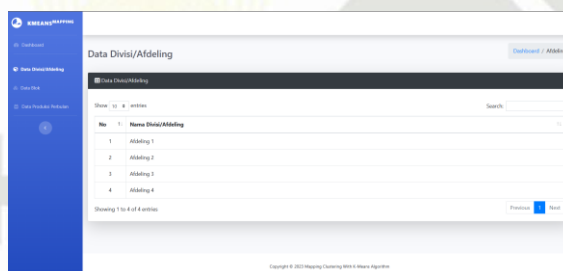 KMEANS MAPPING
Dashboard
Data Divisi/Afdeling
Data Blok
Data Produksi Perbulan
Data Divisi/Afdeling
Dashboard / Afdeling
Data Divisi/Afdeling
Show 10 entries
Search:
No Nama Divisi/Afdeling
1 Afdeling 1
2 Afdeling 2
3 Afdeling 3
4 Afdeling 4
Showing 1 to 4 of 4 entries
Previous 1 Next
Copyright © 2023 Mapping Clustering With K-Means Algorithm